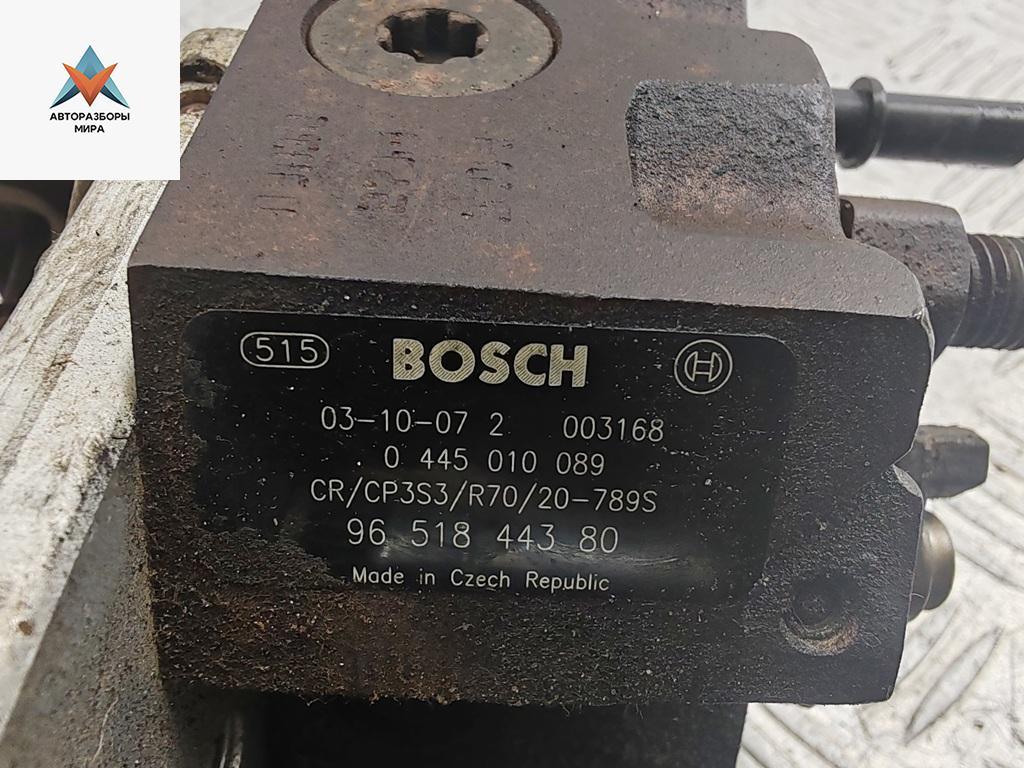 АВТОРАЗБОРЫ
МИРА
515 BOSCH H
03-10-07 2 003168
0 445 010 089
CR/CP3S3/R70/20-789S
96 518 443 80
Made in Czech Republic